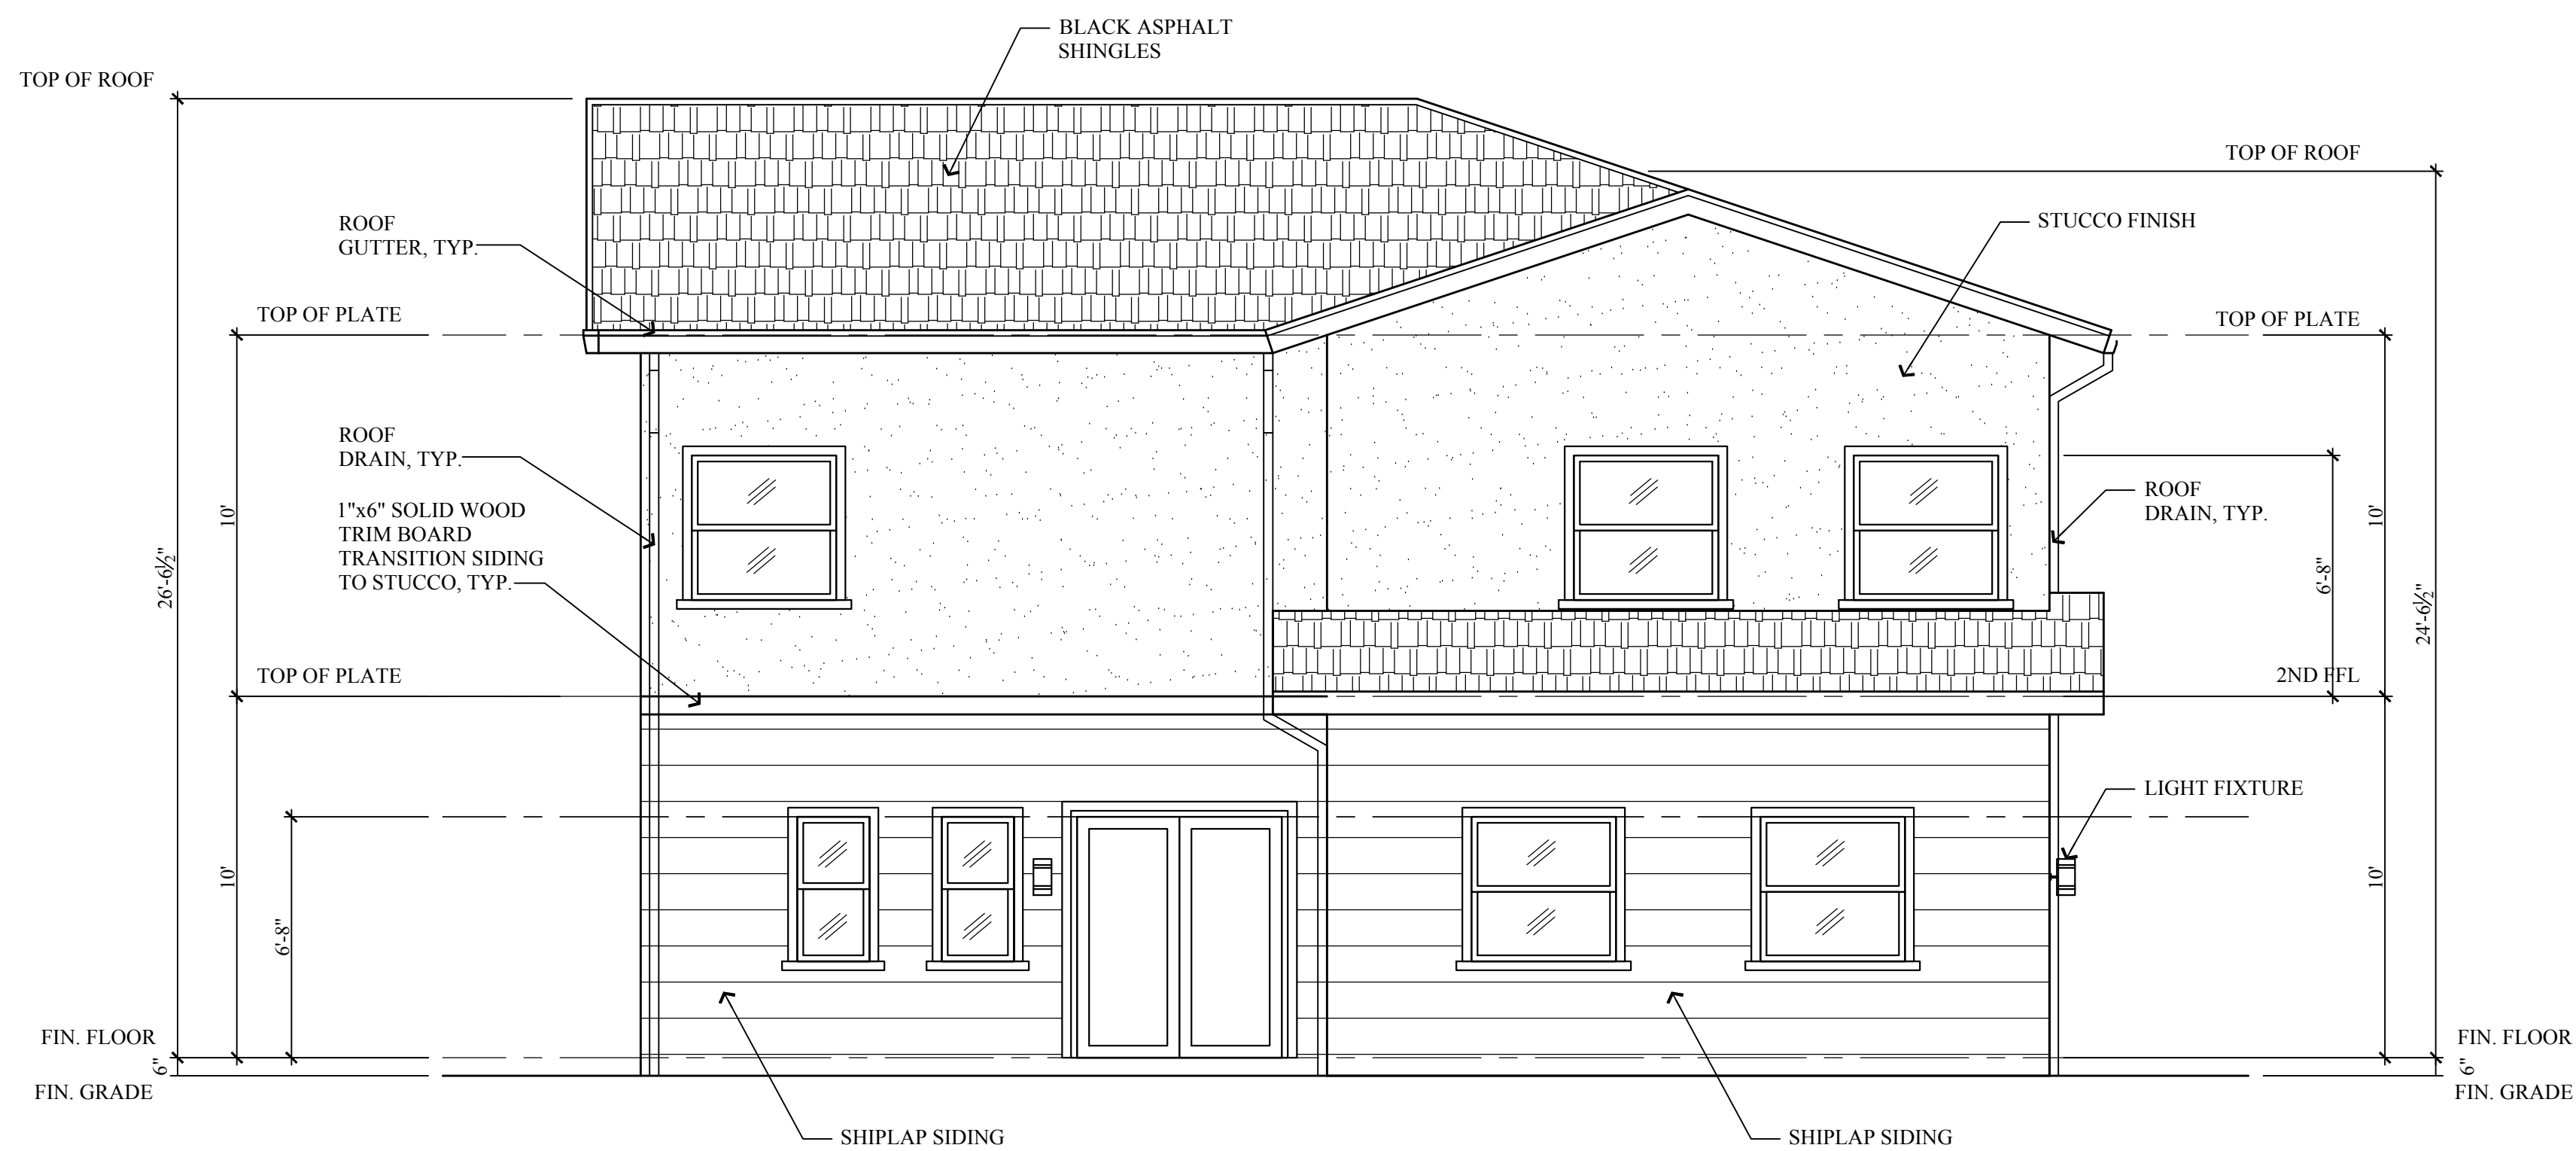 BLACK ASPHALT
SHINGLES
TOP OF ROOF
TOP OF ROOF
ROOF
GUTTER, TYP.
STUCCO FINISH
TOP OF PLATE
TOP OF PLATE
ROOF
DRAIN, TYP.
1"x6" SOLID WOOD
TRIM BOARD
TRANSITION SIDING
TO STUCCO, TYP.
ROOF
DRAIN, TYP.
10'
26'-6½"
10'
6'-8"
24'-6½"
TOP OF PLATE
2ND FFL
LIGHT FIXTURE
10'
6'-8"
10'
FIN. FLOOR
6"
FIN. GRADE
FIN. FLOOR
6"
FIN. GRADE
SHIPLAP SIDING
SHIPLAP SIDING